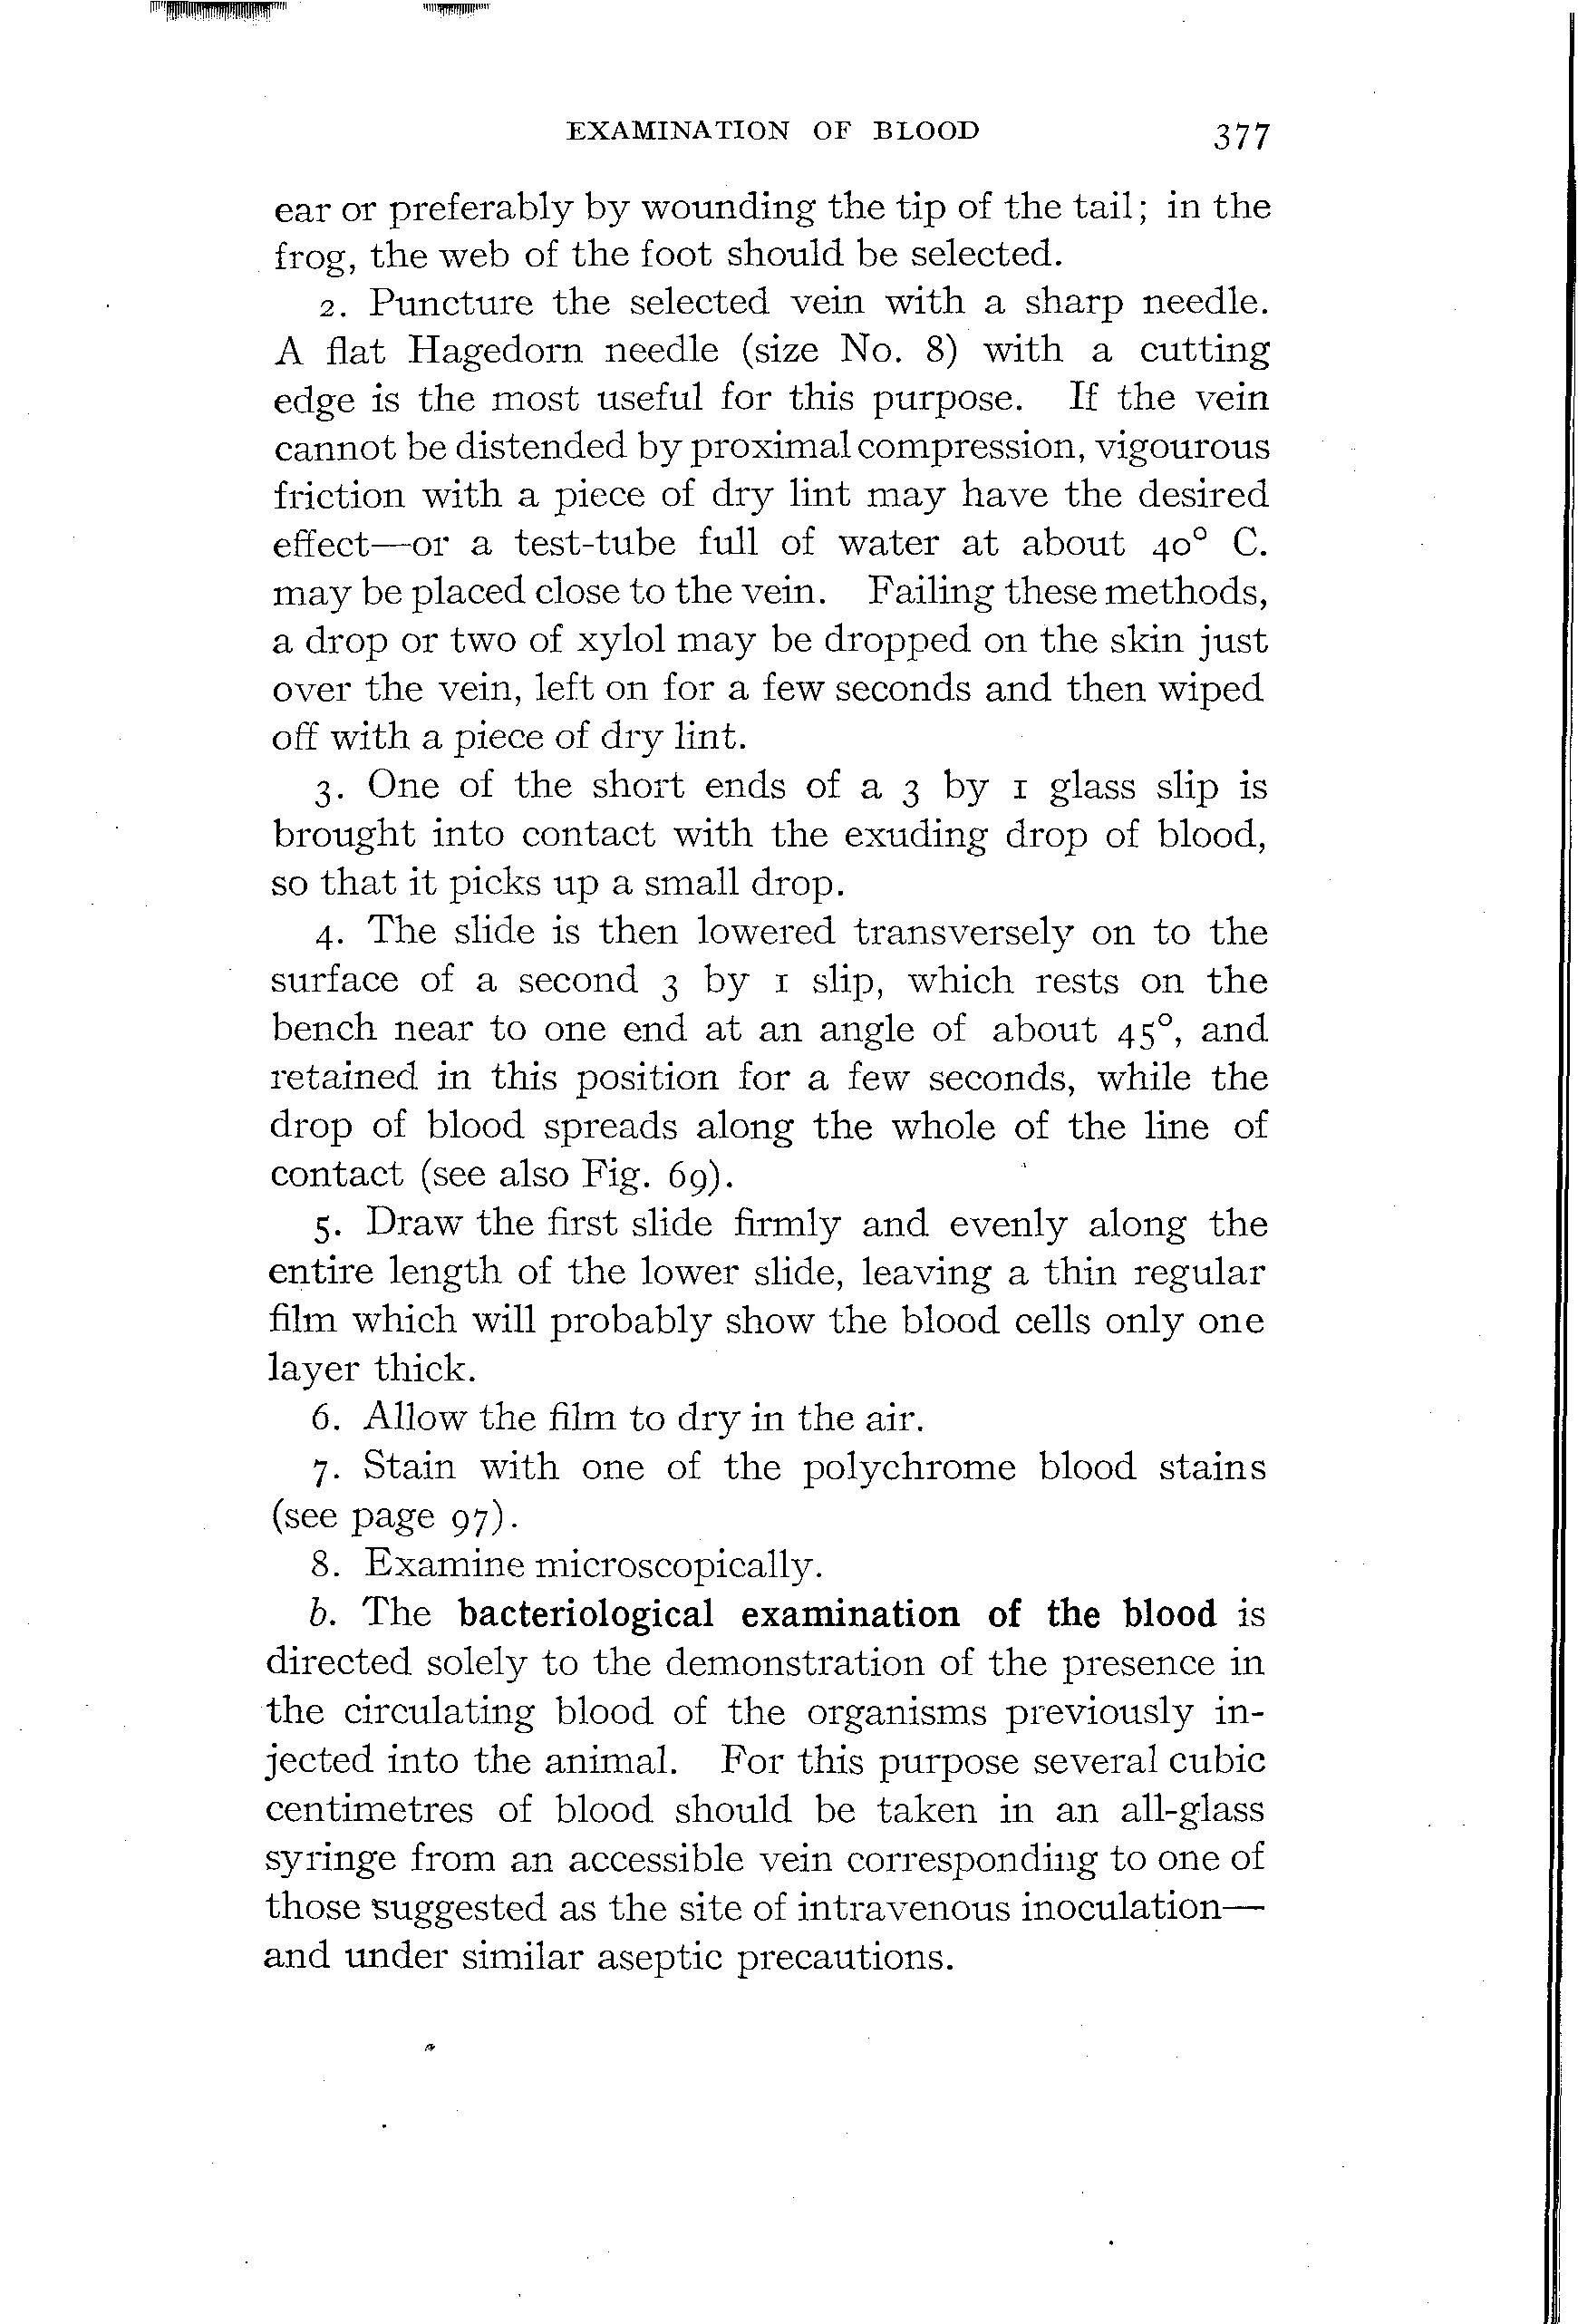 EXAMINATION OF BLOOD 377
ear or preferably by wounding the tip of the tail; in the
frog, the web of the foot should be selected.
2. Puncture the selected vein with a sharp needle.
A flat Hagedorn needle (size No. 8) with a cutting
edge is the most useful for this purpose. If the vein
cannot be distended by proximal compression, vigourous
friction with a piece of dry lint may have the desired
effect—or a test-tube full of water at about 40° C.
may be placed close to the vein. Failing these methods,
a drop or two of xylol may be dropped on the skin just
over the vein, left on for a few seconds and then wiped
off with a piece of dry lint.
3. One of the short ends of a 3 by 1 glass slip is
brought into contact with the exuding drop of blood,
so that it picks up a small drop.
4. The slide is then lowered transversely on to the
surface of a second 3 by 1 slip, which rests on the
bench near to one end at an angle of about 45°, and
retained in this position for a few seconds, while the
drop of blood spreads along the whole of the line of
contact (see also Fig. 69).
5. Draw the first slide firmly and evenly along the
entire length of the lower slide, leaving a thin regular
film which will probably show the blood cells only one
layer thick.
6. Allow the film to dry in the air.
7. Stain with one of the polychrome blood stains
(see page 97).
8. Examine microscopically.
b. The bacteriological examination of the blood is
directed solely to the demonstration of the presence in
the circulating blood of the organisms previously in-
jected into the animal. For this purpose several cubic
centimetres of blood should be taken in an all-glass
syringe from an accessible vein corresponding to one of
those suggested as the site of intravenous inoculation—
and under similar aseptic precautions.